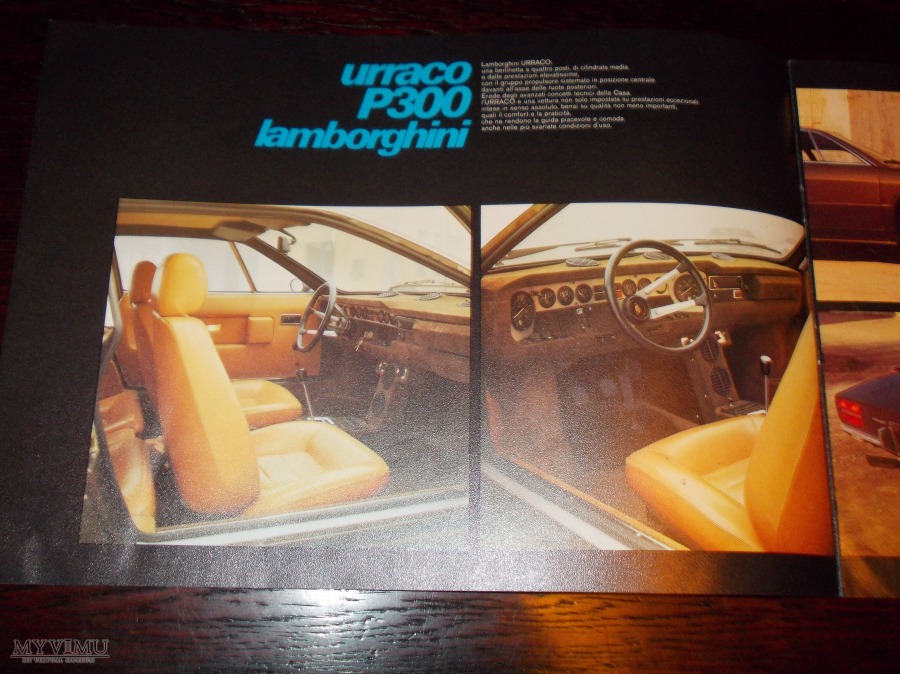 urraco
P300
lamborghini
Lamborghini URRACO:
una berlinetta a quattro posti, di cilindrata media
e dalle prestazioni elevatissime,
con il gruppo propulsore sistemato in posizione centrale
davanti all'asse delle ruote posteriori.
Erede degli avanzati concetti tecnici della Casa,
l'URRACO è una vettura non solo impostata su prestazioni eccezionali
intese in senso assoluto, bensì su qualità non meno importanti,
quali il comfort e la praticità,
che ne rendono la guida piacevole e comoda
anche nelle più svariate condizioni d'uso.
MYVIMU
MY VIRTUAL MUSEUM